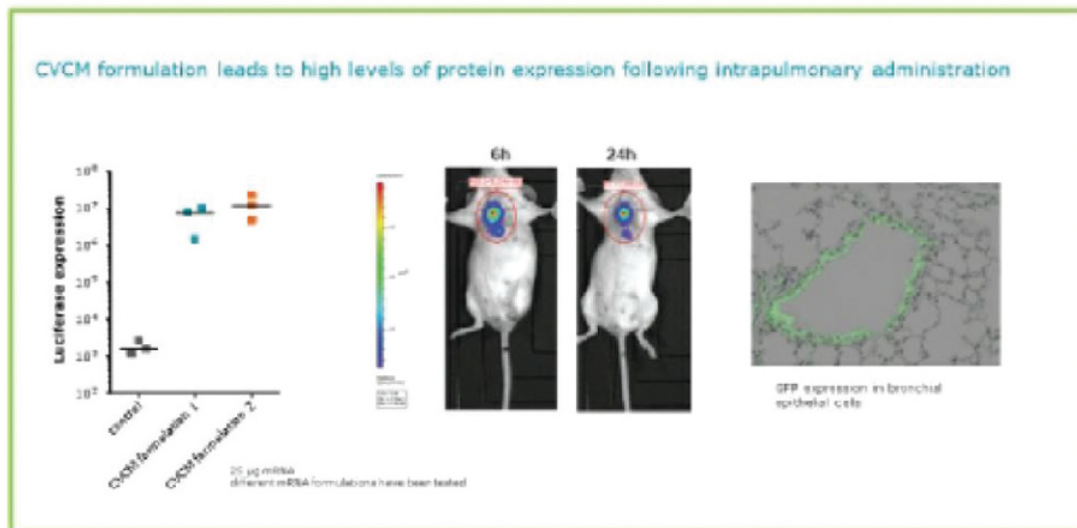 CVCM formulation leads to high levels of protein expression following intrapulmonary administration
6h
24h
Luciferase expression
10⁸
10⁷
10⁶
10⁵
10⁴
10³
10²
control
CVCM formulation 1
CVCM formulation 2
25 µg mRNA
different mRNA formulations have been tested
GFP expression in bronchial
epithelial cells